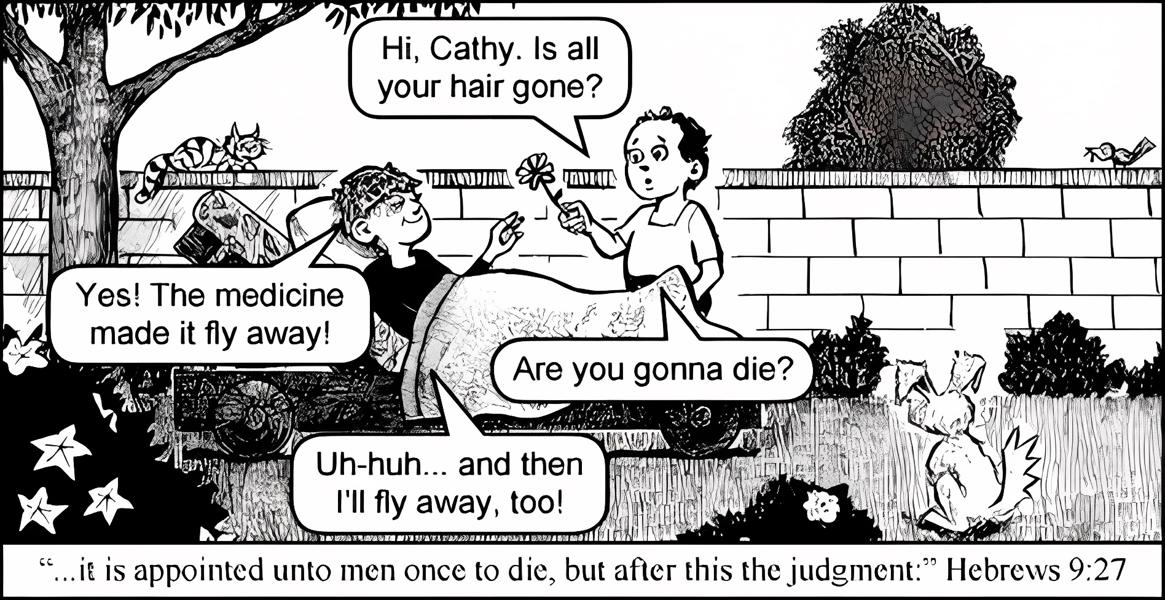 Hi, Cathy. Is all
your hair gone?
Yes! The medicine
made it fly away!
Are you gonna die?
Uh-huh... and then
I'll fly away, too!
“...it is appointed unto men once to die, but after this the judgment:” Hebrews 9:27